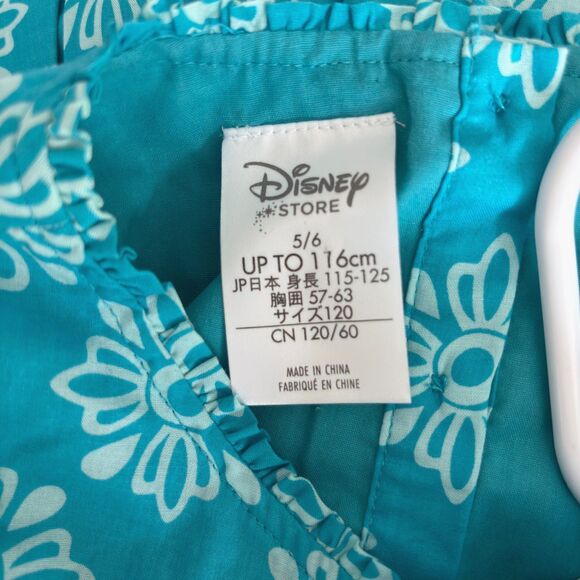 Disney
STORE
5/6
UP TO 116cm
JP日本 身長 115-125
胸囲 57-63
サイズ120
CN 120/60
MADE IN CHINA
FABRIQUÉ EN CHINE